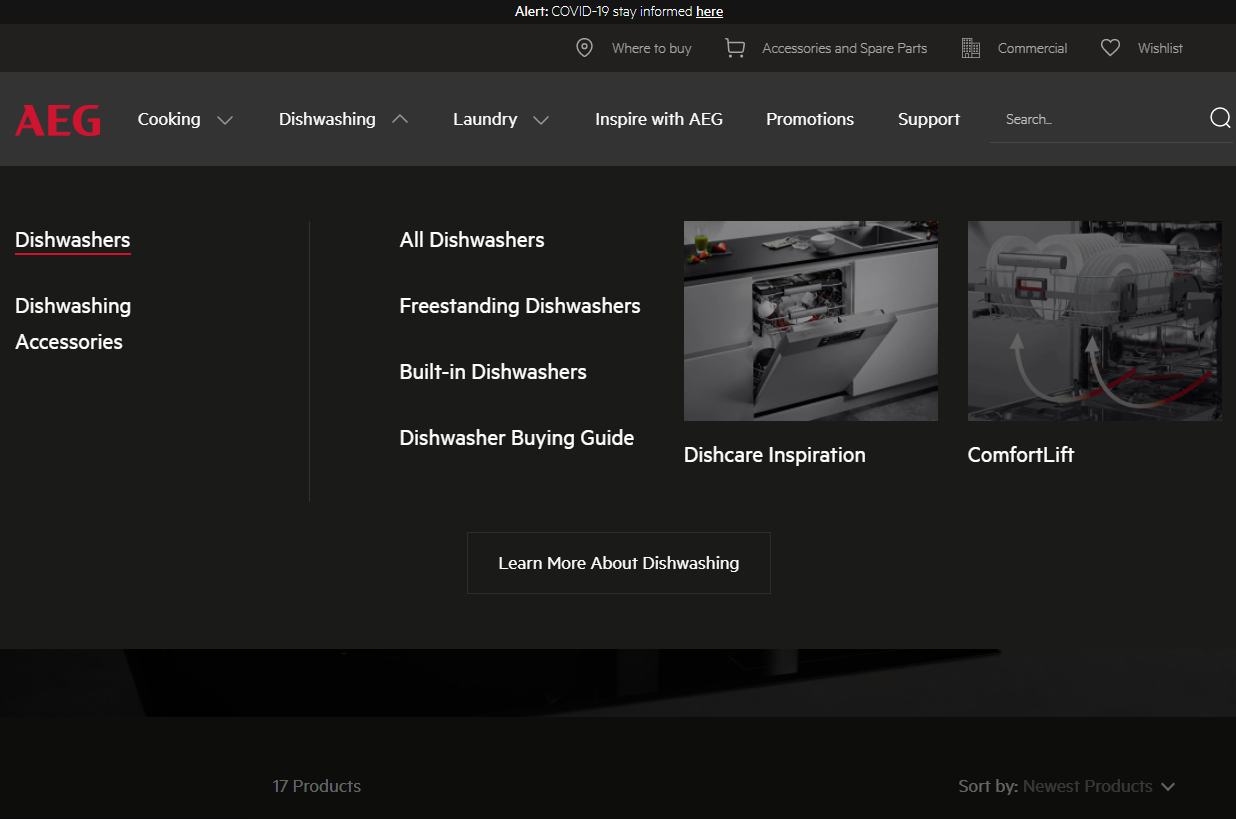 Alert: COVID-19 stay informed here
Where to buy
Accessories and Spare Parts
Commercial
Wishlist
AEG
Cooking
Dishwashing
Laundry
Inspire with AEG
Promotions
Support
Search...
Dishwashers
Dishwashing
Accessories
All Dishwashers
Freestanding Dishwashers
Built-in Dishwashers
Dishwasher Buying Guide
Dishcare Inspiration
ComfortLift
Learn More About Dishwashing
17 Products
Sort by: Newest Products